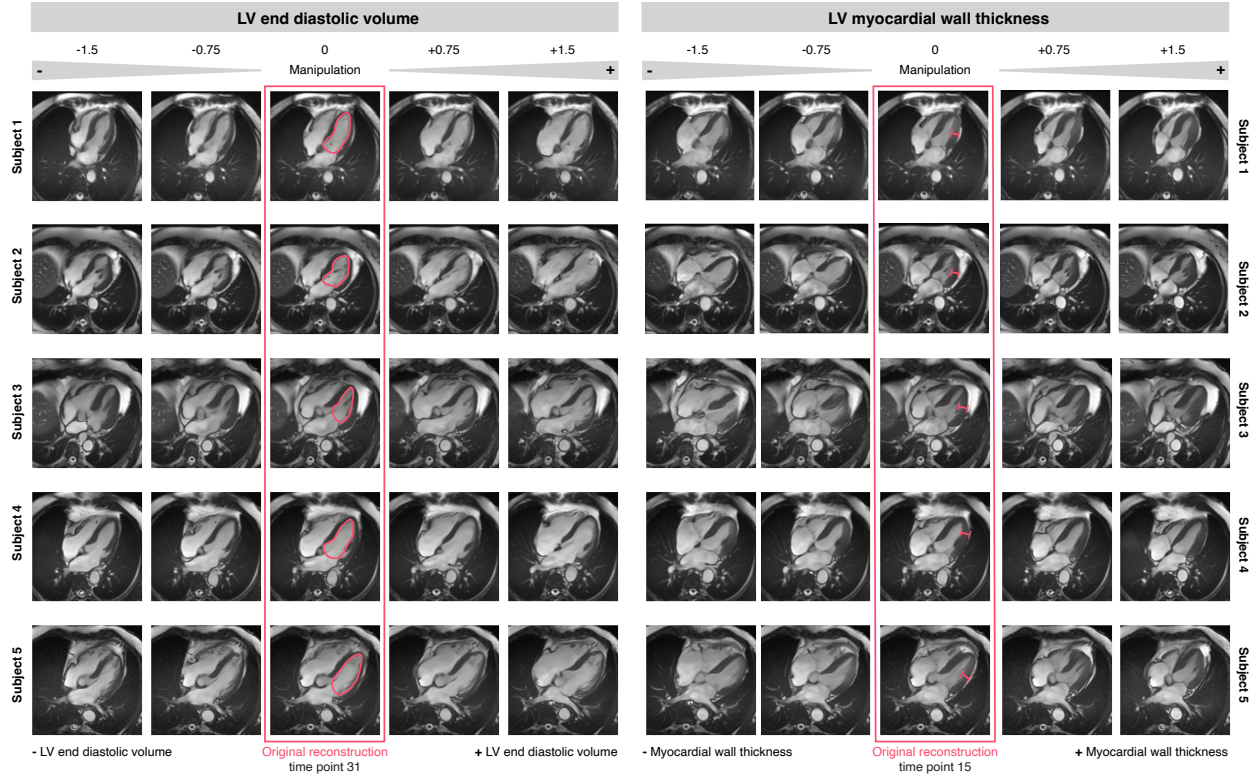 LV end diastolic volume
-1.5 -0.75 0 +0.75 +1.5
- Manipulation +
Subject 1
Subject 2
Subject 3
Subject 4
Subject 5
- LV end diastolic volume Original reconstruction + LV end diastolic volume
time point 31
LV myocardial wall thickness
-1.5 -0.75 0 +0.75 +1.5
- Manipulation +
Subject 1
Subject 2
Subject 3
Subject 4
Subject 5
- Myocardial wall thickness Original reconstruction + Myocardial wall thickness
time point 15